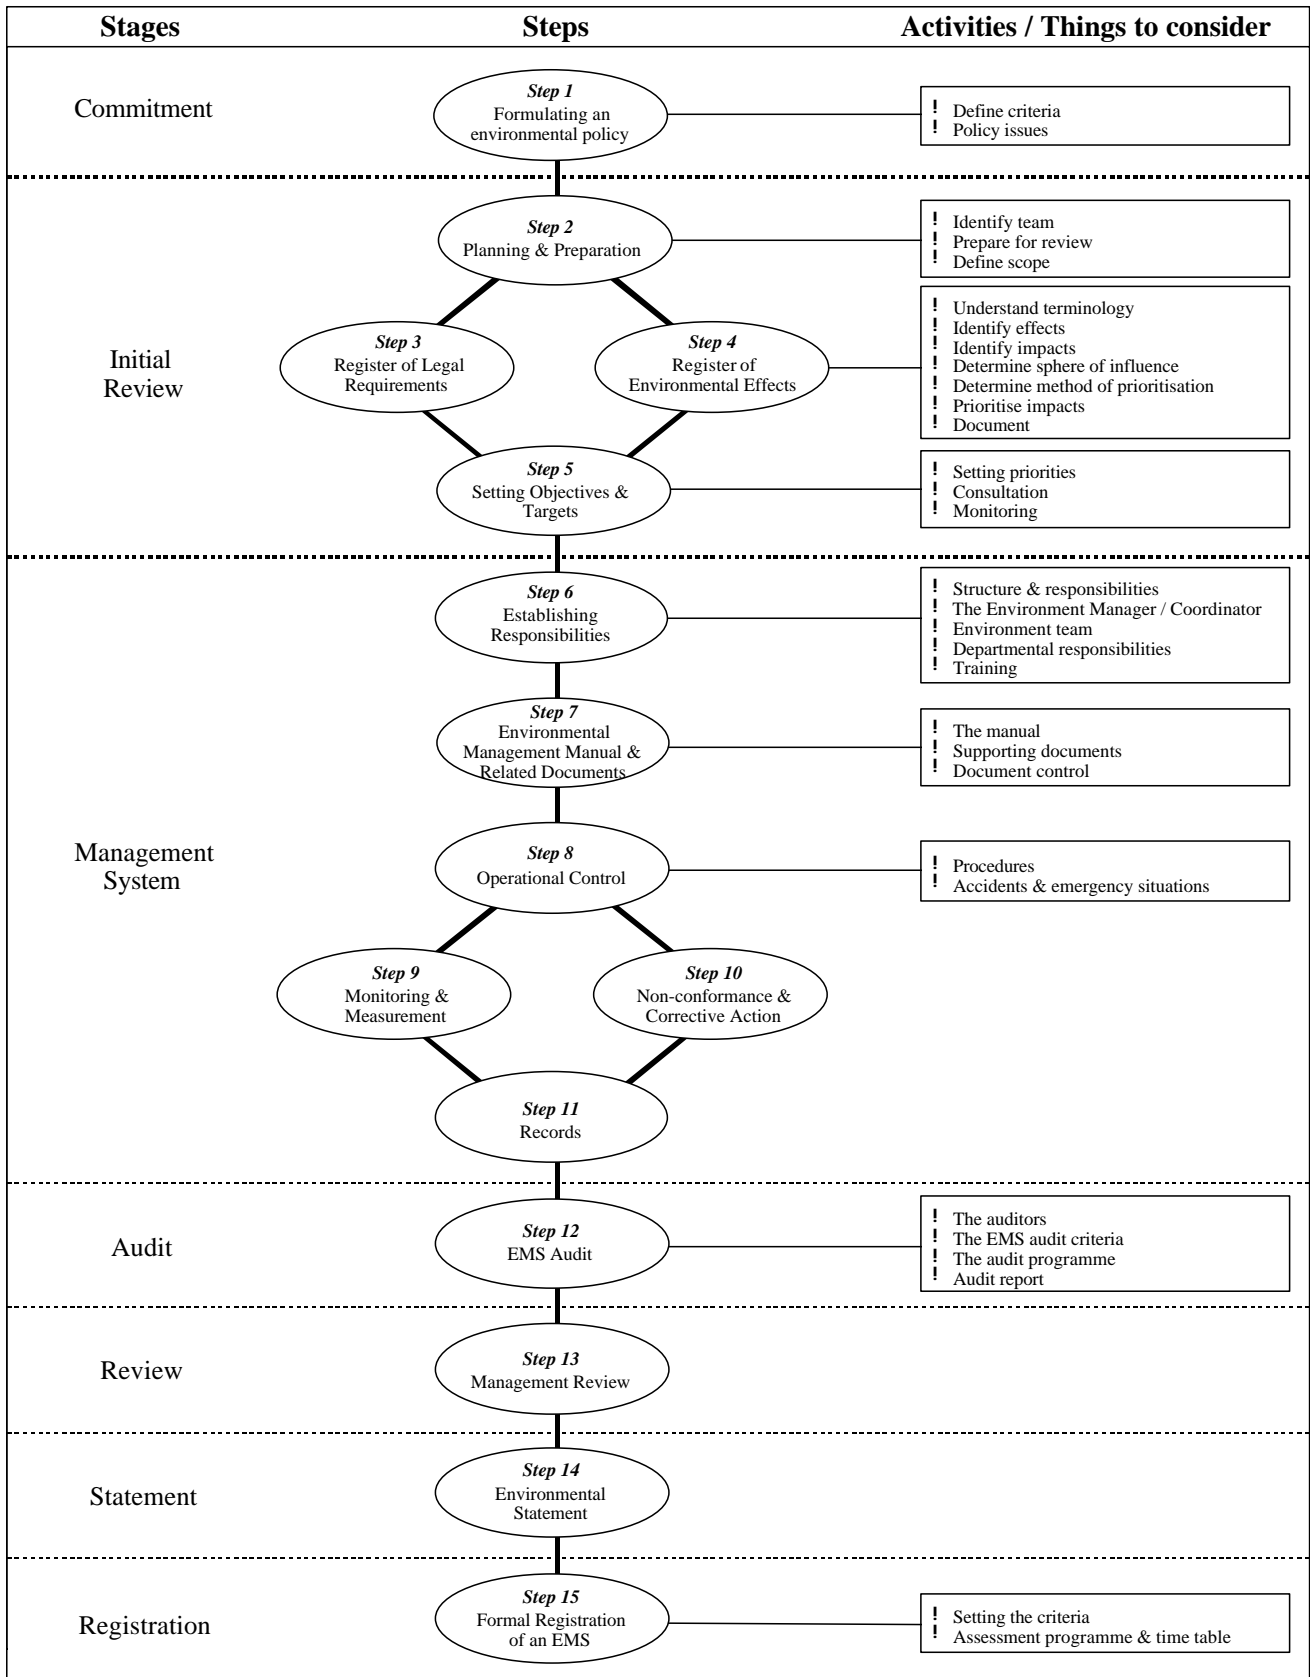 Stages
Steps
Activities / Things to consider
Commitment
Step 1
Formulating an
environmental policy
! Define criteria
! Policy issues
Initial
Review
Step 2
Planning & Preparation
! Identify team
! Prepare for review
! Define scope
Step 3
Register of Legal
Requirements
Step 4
Register of
Environmental Effects
! Understand terminology
! Identify effects
! Identify impacts
! Determine sphere of influence
! Determine method of prioritisation
! Prioritise impacts
! Document
Step 5
Setting Objectives &
Targets
! Setting priorities
! Consultation
! Monitoring
Management
System
Step 6
Establishing
Responsibilities
! Structure & responsibilities
! The Environment Manager / Coordinator
! Environment team
! Departmental responsibilities
! Training
Step 7
Environmental
Management Manual &
Related Documents
! The manual
! Supporting documents
! Document control
Step 8
Operational Control
! Procedures
! Accidents & emergency situations
Step 9
Monitoring &
Measurement
Step 10
Non-conformance &
Corrective Action
Step 11
Records
Audit
Step 12
EMS Audit
! The auditors
! The EMS audit criteria
! The audit programme
! Audit report
Review
Step 13
Management Review
Statement
Step 14
Environmental
Statement
Registration
Step 15
Formal Registration
of an EMS
! Setting the criteria
! Assessment programme & time table